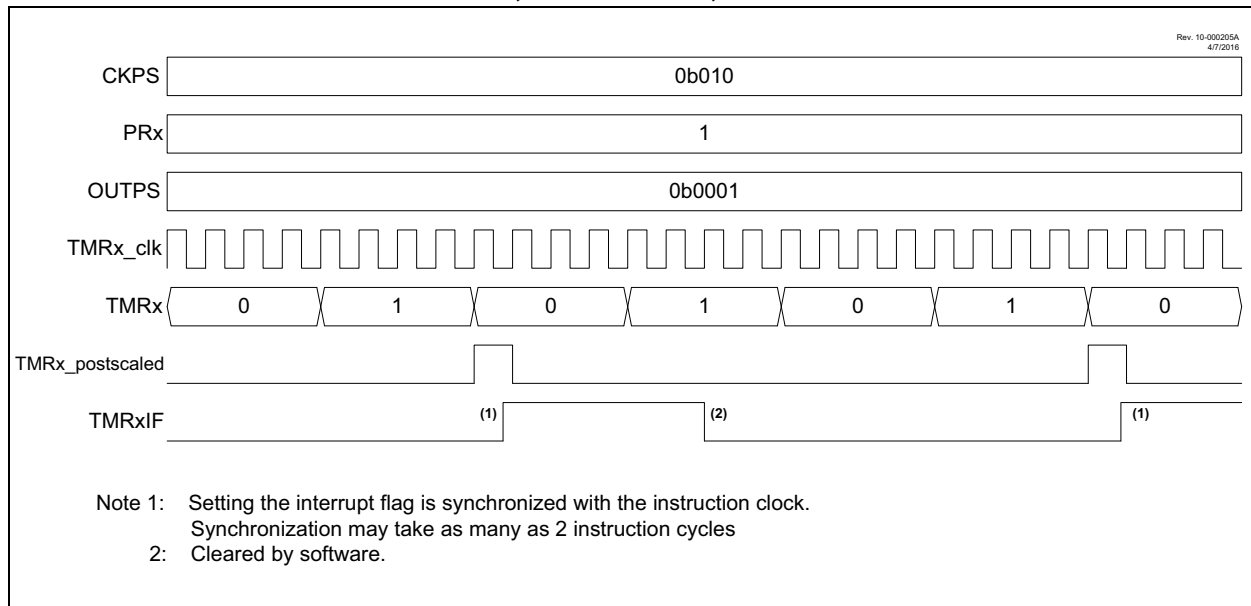 Rev. 10-000205A
4/7/2016
CKPS 0b010
PRx 1
OUTPS 0b0001
TMRx_clk
TMRx 0 1 0 1 0 1 0
TMRx_postscaled
TMRxIF (1) (2) (1)
Note 1: Setting the interrupt flag is synchronized with the instruction clock.
Synchronization may take as many as 2 instruction cycles
2: Cleared by software.